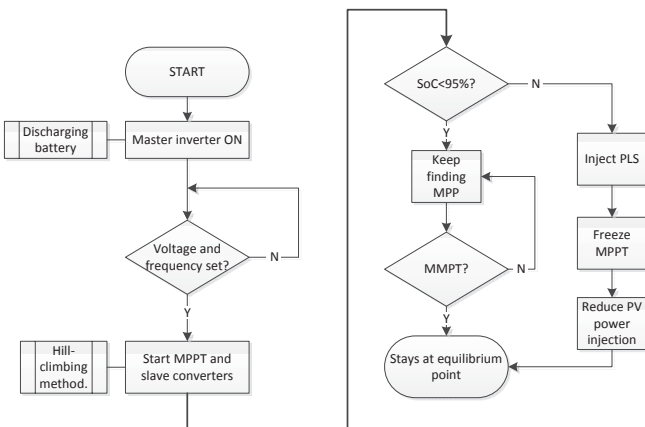 START
Discharging
battery
Master inverter ON
Voltage and
frequency set?
N
Y
Hill-
climbing
method.
Start MPPT and
slave converters
SoC<95%?
N
Y
Keep
finding
MPP
MMPT?
N
Y
Stays at equilibrium
point
Inject PLS
Freeze
MPPT
Reduce PV
power
injection